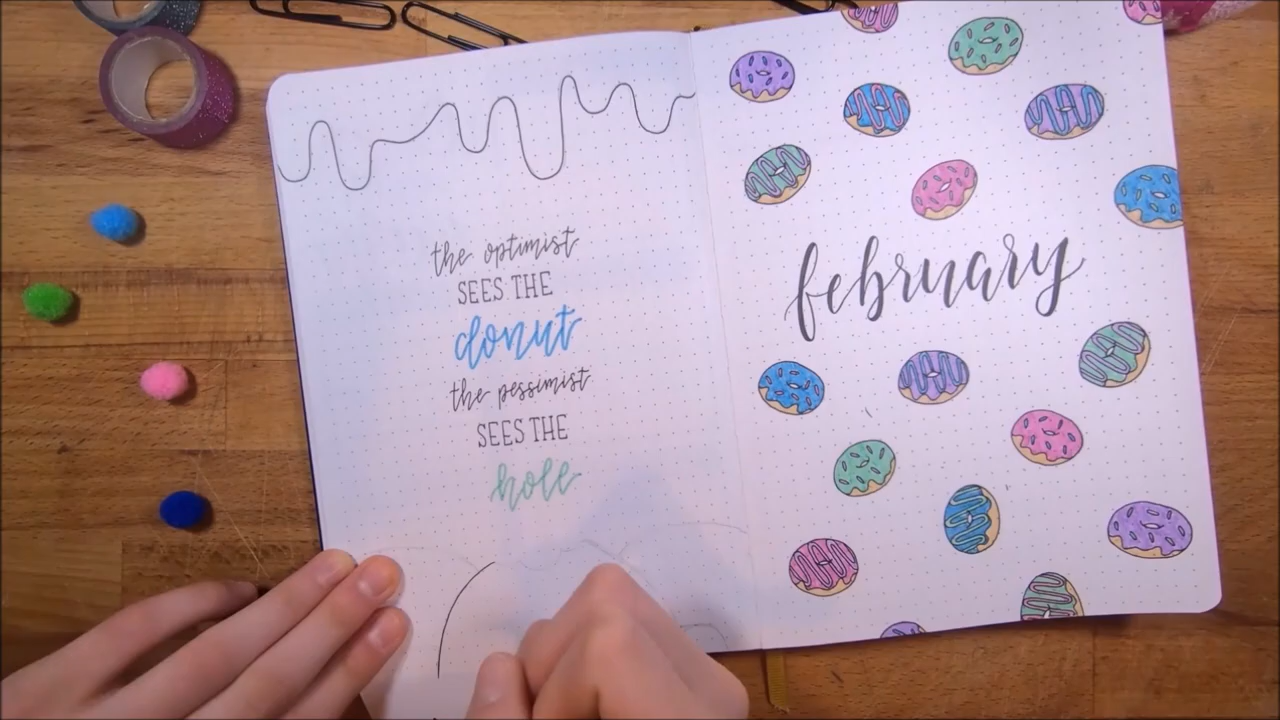 the optimist
SEES THE
donut
the pessimist
SEES THE
hole
february